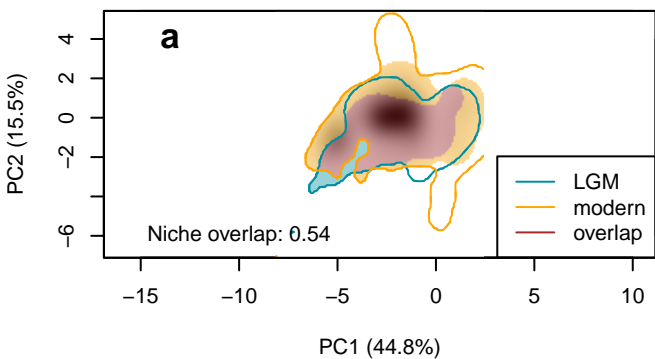 a
4
2
0
−2
−6
PC2 (15.5%)
LGM
modern
overlap
Niche overlap: 0.54
−15
−10
−5
0
5
10
PC1 (44.8%)